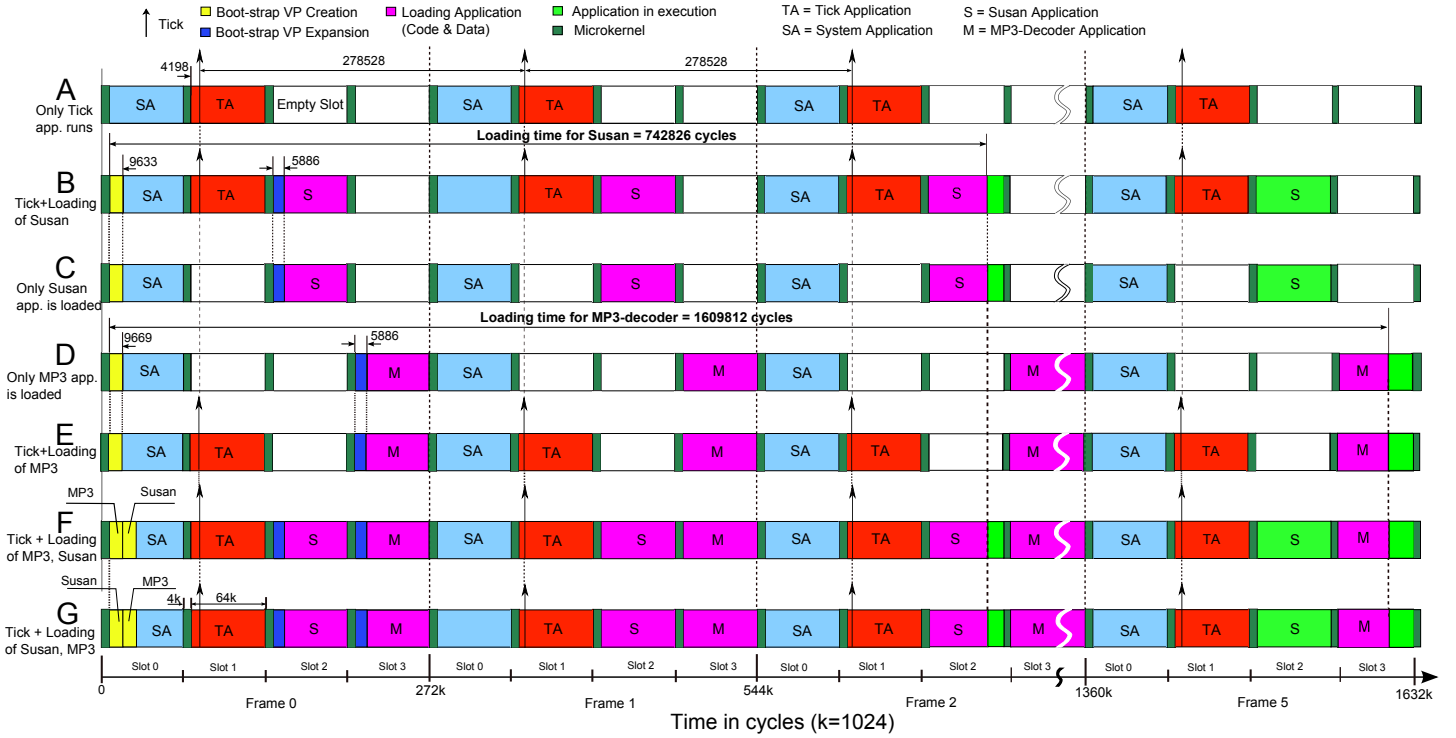 Tick
Boot-strap VP Creation
Boot-strap VP Expansion
Loading Application
(Code & Data)
Application in execution
Microkernel
TA = Tick Application
SA = System Application
S = Susan Application
M = MP3-Decoder Application
4198
278528
278528
A
Only Tick
app. runs
SA
TA
Empty Slot
SA
TA
SA
TA
SA
TA
Loading time for Susan = 742826 cycles
9633
5886
B
Tick+Loading
of Susan
SA
TA
S
TA
S
SA
TA
S
SA
TA
S
C
Only Susan
app. is loaded
SA
S
SA
S
SA
S
SA
S
Loading time for MP3-decoder = 1609812 cycles
9669
5886
D
Only MP3 app.
is loaded
SA
M
SA
M
SA
M
SA
M
E
Tick+Loading
of MP3
SA
TA
M
SA
TA
M
SA
TA
M
SA
TA
M
MP3
Susan
F
Tick + Loading
of MP3, Susan
SA
TA
S
M
SA
TA
S
M
SA
TA
S
M
SA
TA
S
M
Susan
MP3
4k
64k
G
Tick + Loading
of Susan, MP3
SA
TA
S
M
TA
S
M
SA
TA
S
M
SA
TA
S
M
Slot 0
Slot 1
Slot 2
Slot 3
Slot 0
Slot 1
Slot 2
Slot 3
Slot 0
Slot 1
Slot 2
Slot 3
Slot 0
Slot 1
Slot 2
Slot 3
0
272k
544k
1360k
1632k
Frame 0
Frame 1
Frame 2
Frame 5
Time in cycles (k=1024)